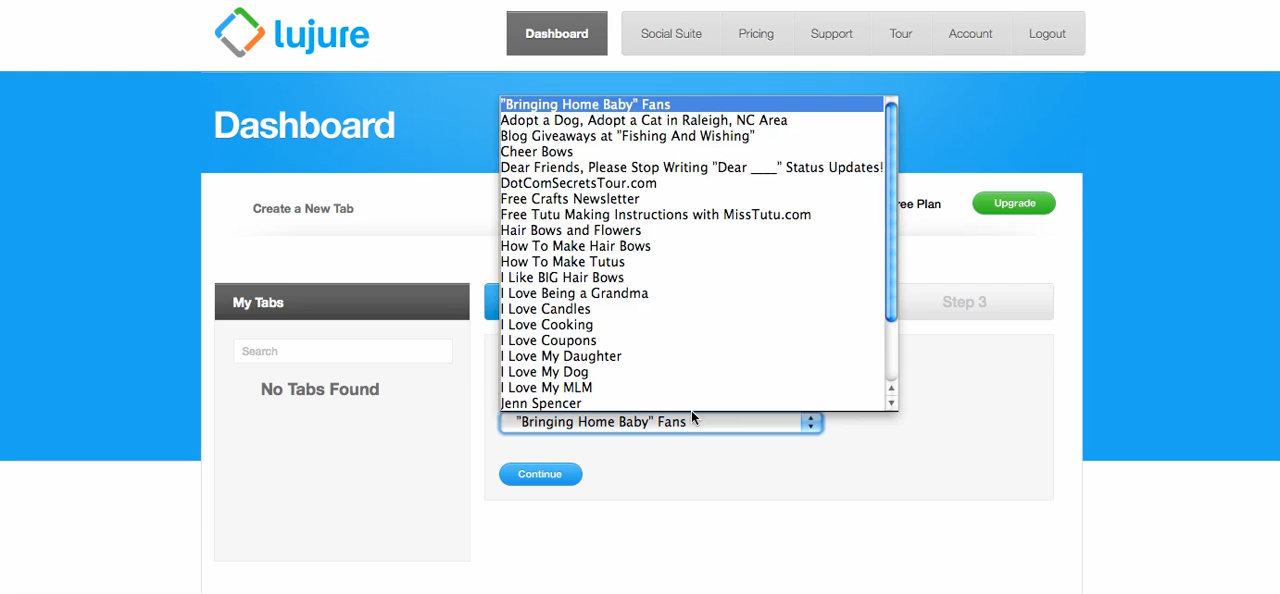 lujure
Dashboard
Social Suite
Pricing
Support
Tour
Account
Logout
Dashboard
Create a New Tab
Plan
Upgrade
My Tabs
Search
No Tabs Found
"Bringing Home Baby" Fans
Adopt a Dog, Adopt a Cat in Raleigh, NC Area
Blog Giveaways at "Fishing And Wishing"
Cheer Bows
Dear Friends, Please Stop Writing "Dear ____" Status Updates!
DotComSecretsTour.com
Free Crafts Newsletter
Free Tutu Making Instructions with MissTutu.com
Hair Bows and Flowers
How To Make Hair Bows
How To Make Tutus
I Like BIG Hair Bows
I Love Being a Grandma
I Love Candles
I Love Cooking
I Love Coupons
I Love My Daughter
I Love My Dog
I Love My MLM
Jenn Spencer
Step 3
"Bringing Home Baby" Fans
Continue